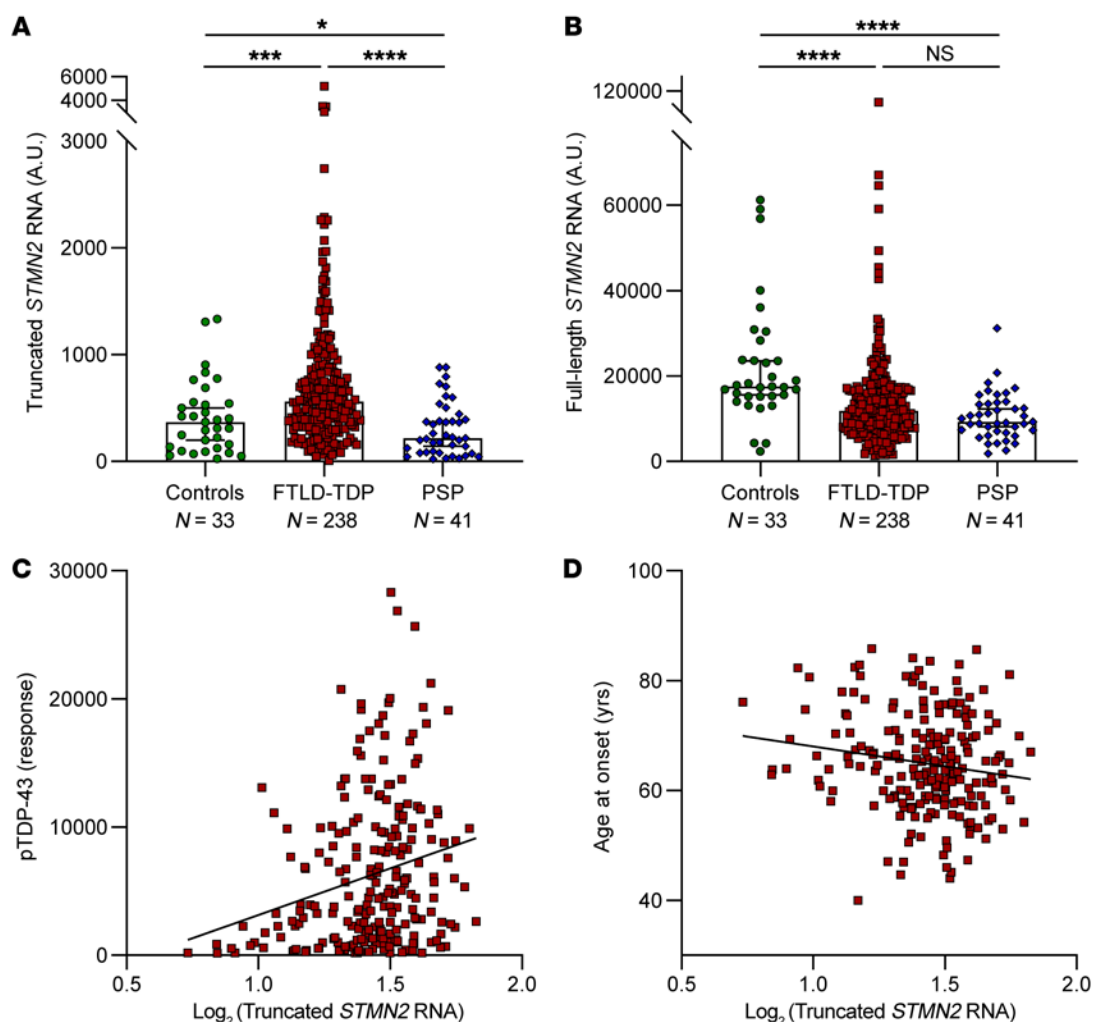 A
*
***
****
6000
4000
3000
2000
1000
0
Truncated STMN2 RNA (A.U.)
Controls
FTLD-TDP
PSP
N = 33
N = 238
N = 41
B
****
****
NS
120000
60000
40000
20000
0
Full-length STMN2 RNA (A.U.)
Controls
FTLD-TDP
PSP
N = 33
N = 238
N = 41
C
30000
20000
10000
0
pTDP-43 (response)
0.5
1.0
1.5
2.0
Log₂ (Truncated STMN2 RNA)
D
100
80
60
40
Age at onset (yrs)
0.5
1.0
1.5
2.0
Log₂ (Truncated STMN2 RNA)